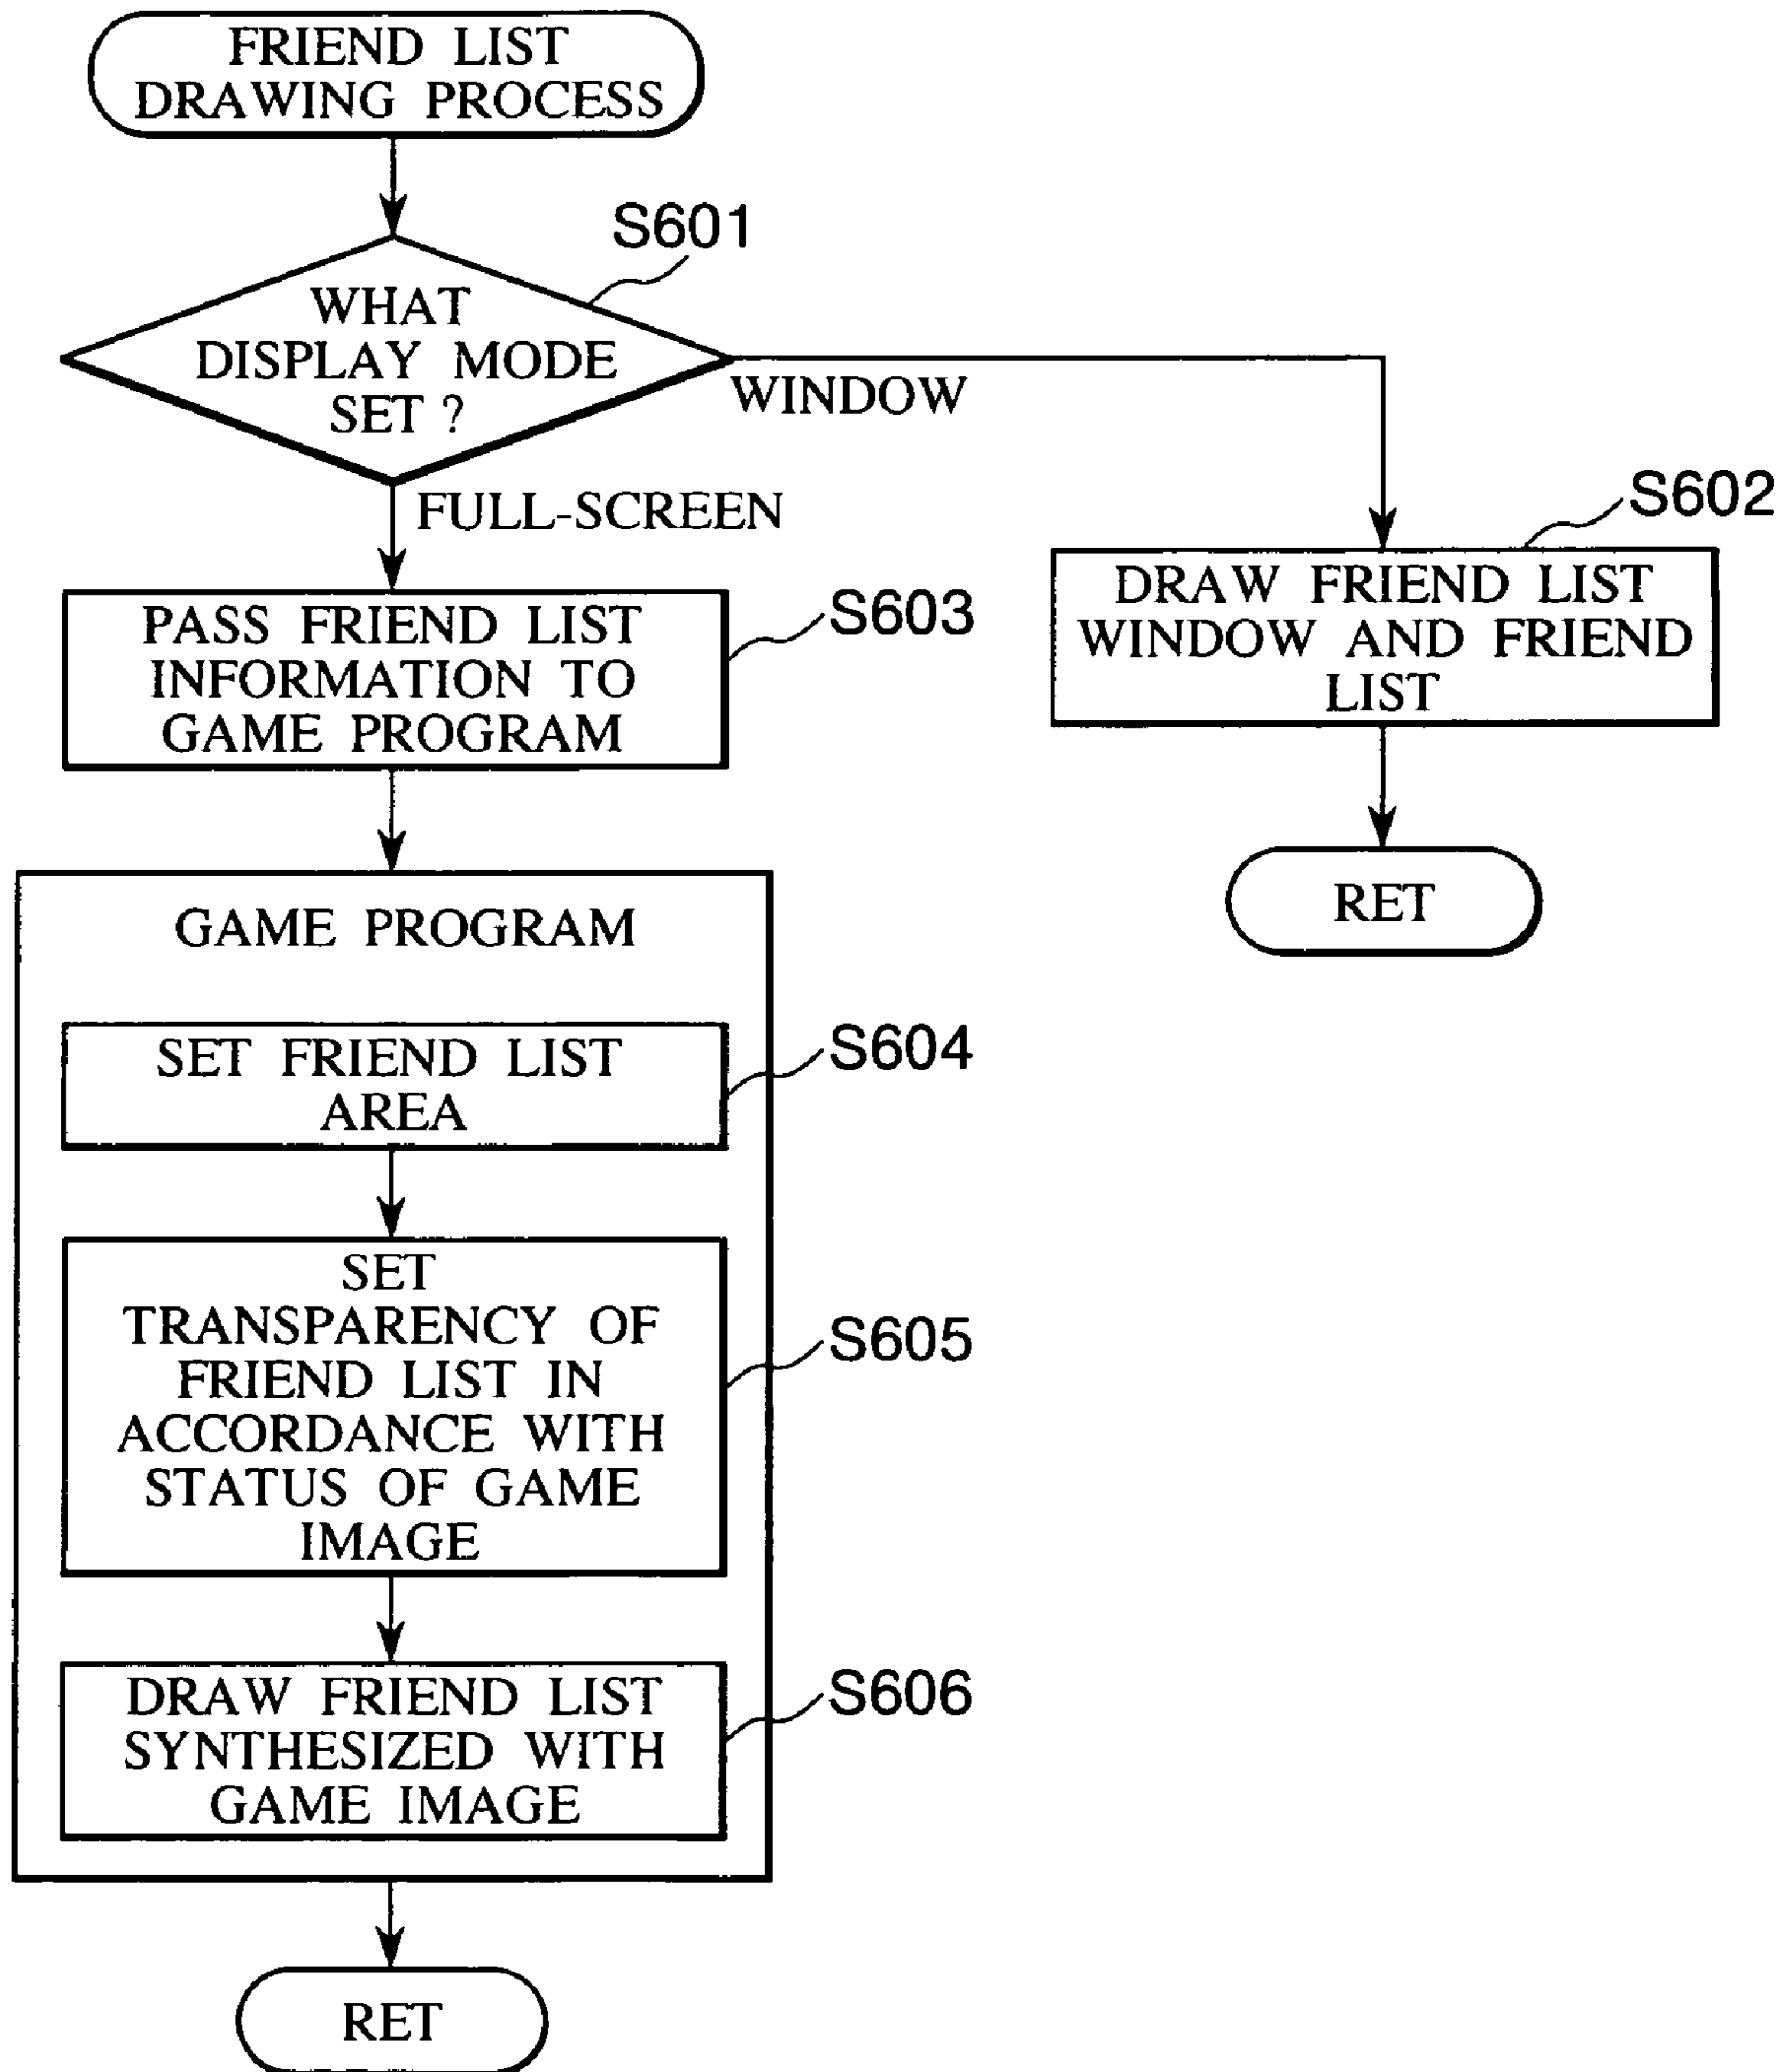 FRIEND LIST
DRAWING PROCESS
S601
WHAT
DISPLAY MODE
SET ?
WINDOW
FULL-SCREEN
S602
DRAW FRIEND LIST
WINDOW AND FRIEND
LIST
RET
S603
PASS FRIEND LIST
INFORMATION TO
GAME PROGRAM
GAME PROGRAM
S604
SET FRIEND LIST
AREA
S605
SET
TRANSPARENCY OF
FRIEND LIST IN
ACCORDANCE WITH
STATUS OF GAME
IMAGE
S606
DRAW FRIEND LIST
SYNTHESIZED WITH
GAME IMAGE
RET